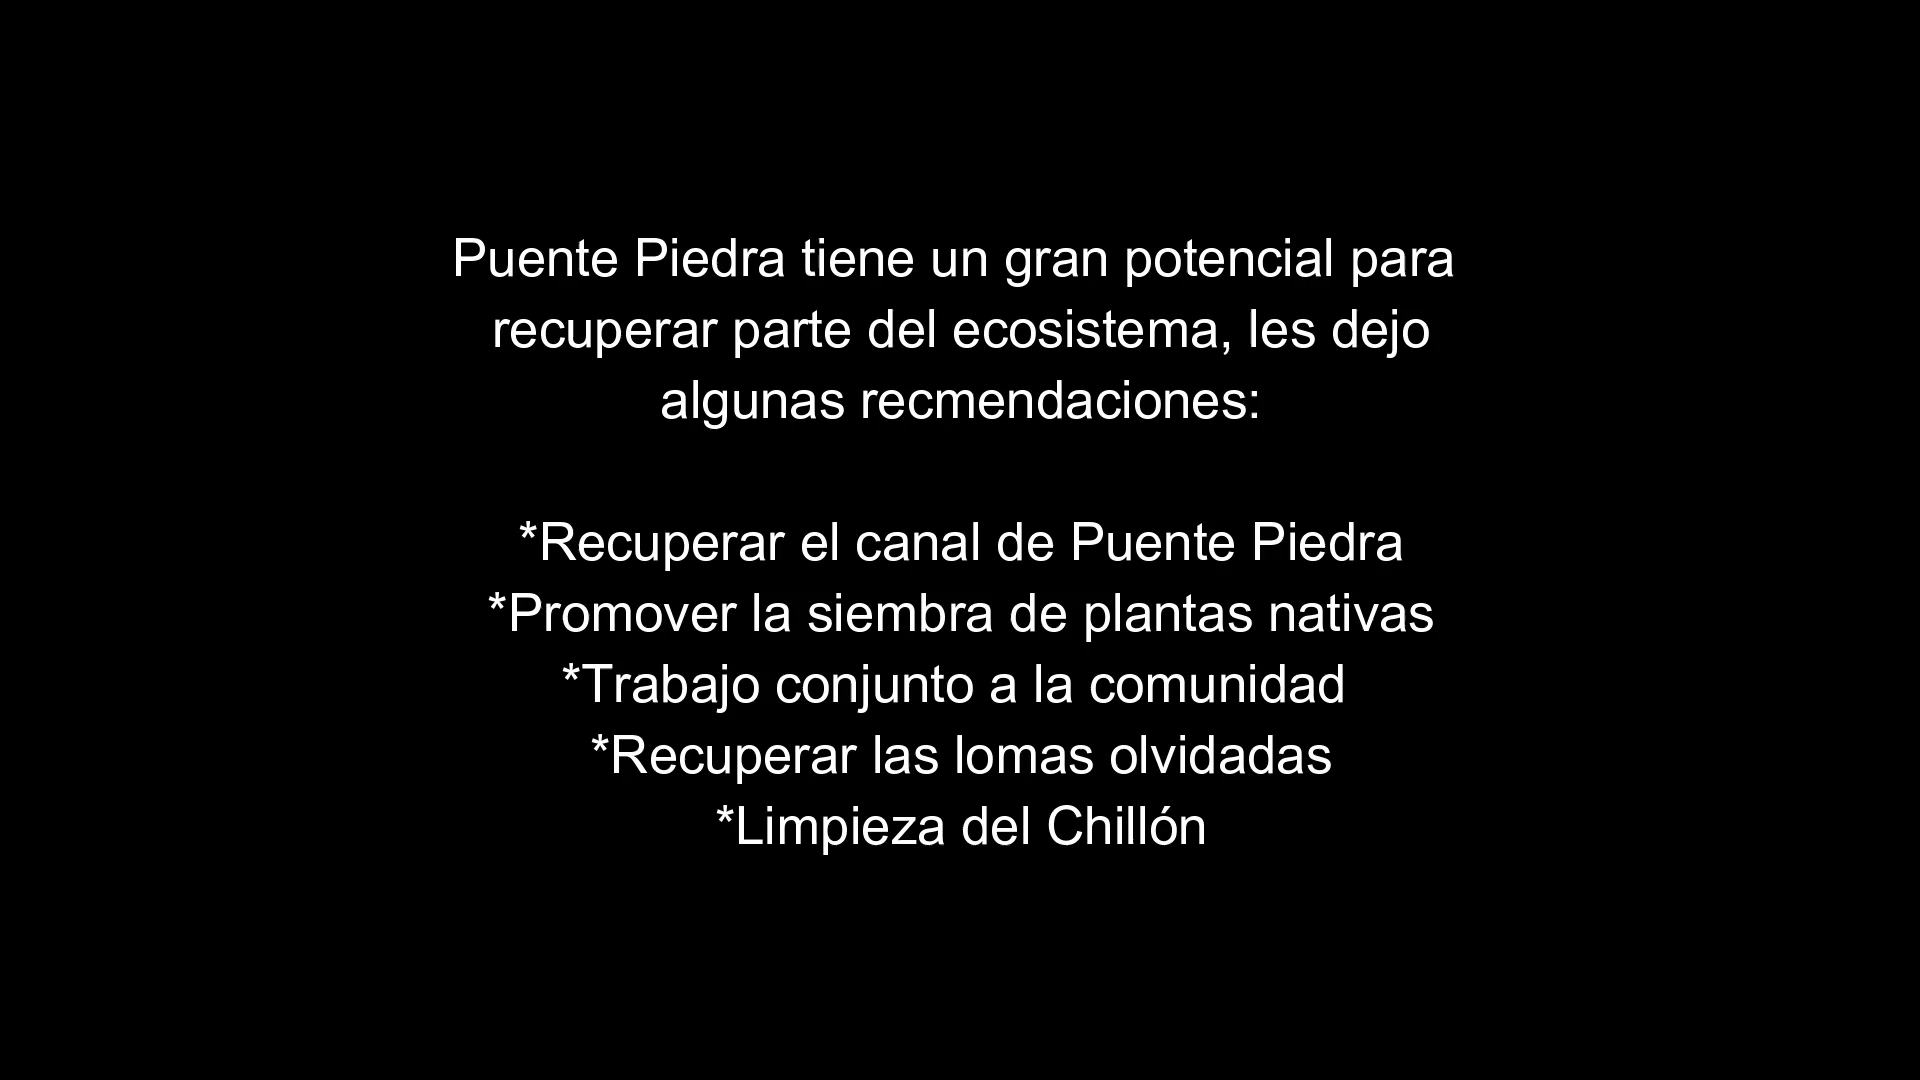 Puente Piedra tiene un gran potencial para
recuperar parte del ecosistema, les dejo
algunas recmendaciones:
*Recuperar el canal de Puente Piedra
*Promover la siembra de plantas nativas
*Trabajo conjunto a la comunidad
*Recuperar las lomas olvidadas
*Limpieza del Chillón